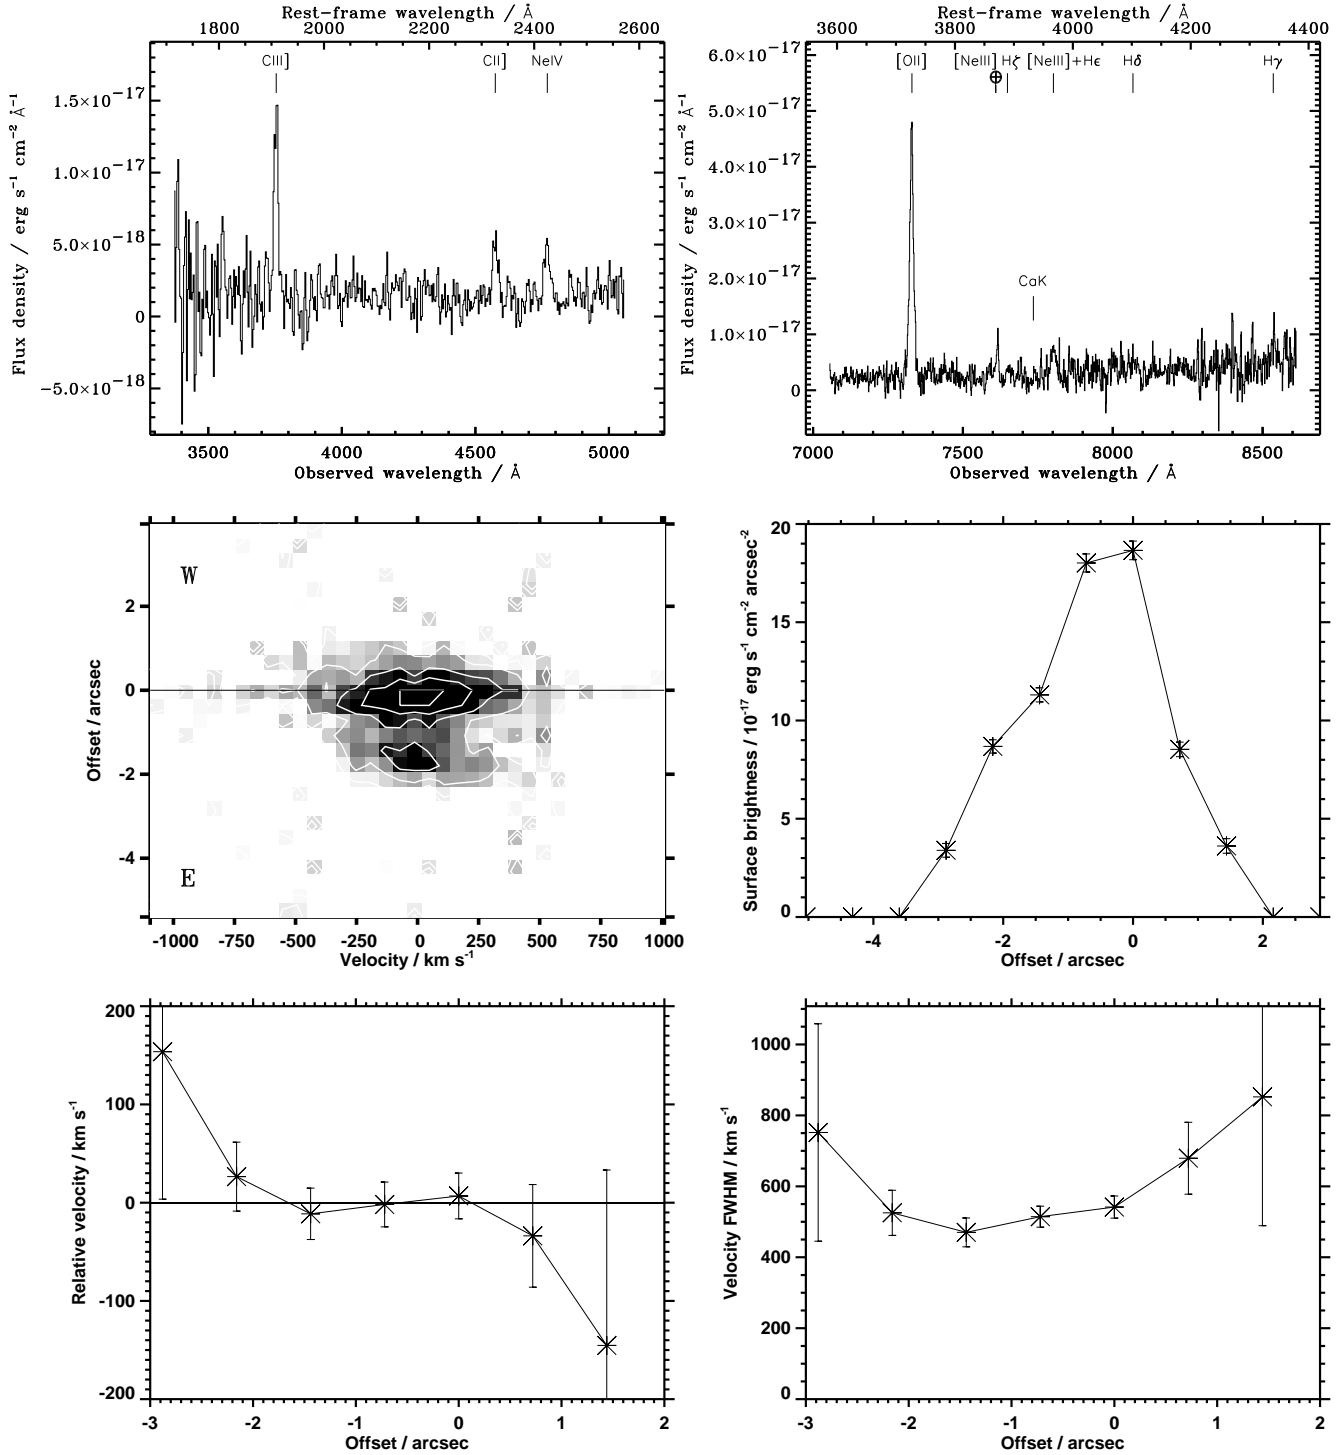 Rest-frame wavelength / Å
1800 2000 2200 2400 2600
CIII] CII] NeIV
1.5×10−17
1.0×10−17
5.0×10−18
0
−5.0×10−18
Flux density / erg s−1 cm−2 Å−1
3500 4000 4500 5000
Observed wavelength / Å
Rest-frame wavelength / Å
3600 3800 4000 4200 4400
[OII] [NeIII] Hζ [NeIII]+Hϵ Hδ Hγ
⊕
CaK
6.0×10−17
5.0×10−17
4.0×10−17
3.0×10−17
2.0×10−17
1.0×10−17
0
Flux density / erg s−1 cm−2 Å−1
7000 7500 8000 8500
Observed wavelength / Å
W
E
2
0
-2
-4
Offset / arcsec
-1000 -750 -500 -250 0 250 500 750 1000
Velocity / km s-1
20
15
10
5
0
Surface brightness / 10-17 erg s-1 cm-2 arcsec-2
-4 -2 0 2
Offset / arcsec
200
100
0
-100
-200
Relative velocity / km s-1
-3 -2 -1 0 1 2
Offset / arcsec
1000
800
600
400
200
0
Velocity FWHM / km s-1
-3 -2 -1 0 1 2
Offset / arcsec